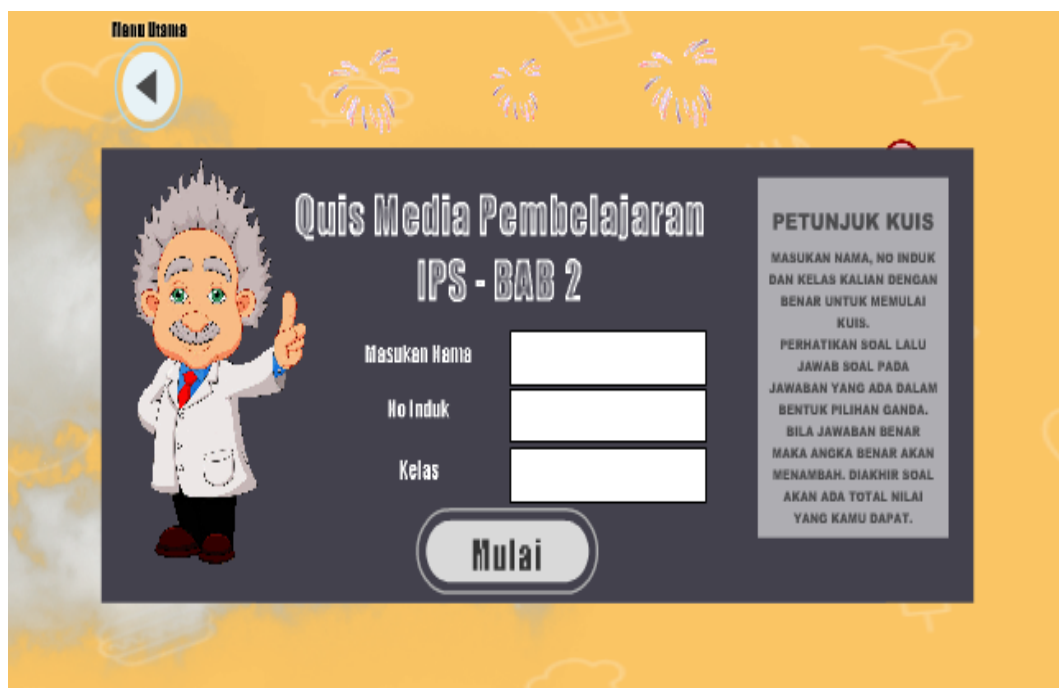 Menu Utama
Quis Media Pembelajaran
IPS - BAB 2
Masukan Nama
No Induk
Kelas
Mulai
PETUNJUK KUIS
MASUKAN NAMA, NO INDUK
DAN KELAS KALIAN DENGAN
BENAR UNTUK MEMULAI
KUIS.
PERHATIKAN SOAL LALU
JAWAB SOAL PADA
JAWABAN YANG ADA DALAM
BENTUK PILIHAN GANDA.
BILA JAWABAN BENAR
MAKA ANGKA BENAR AKAN
MENAMBAH. DIAKHIR SOAL
AKAN ADA TOTAL NILAI
YANG KAMU DAPAT.